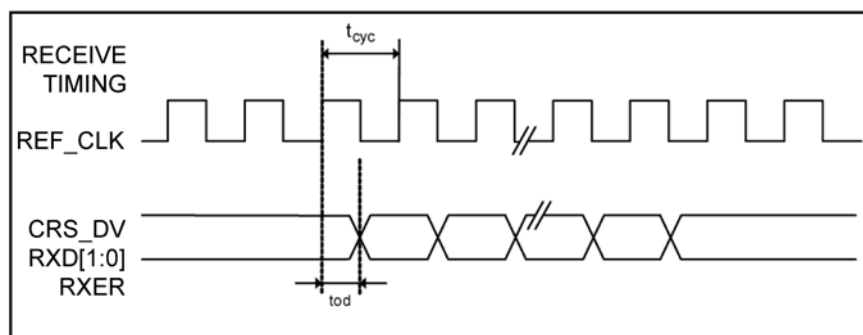 t_cyc
RECEIVE
TIMING
REF_CLK
CRS_DV
RXD[1:0]
RXER
tod